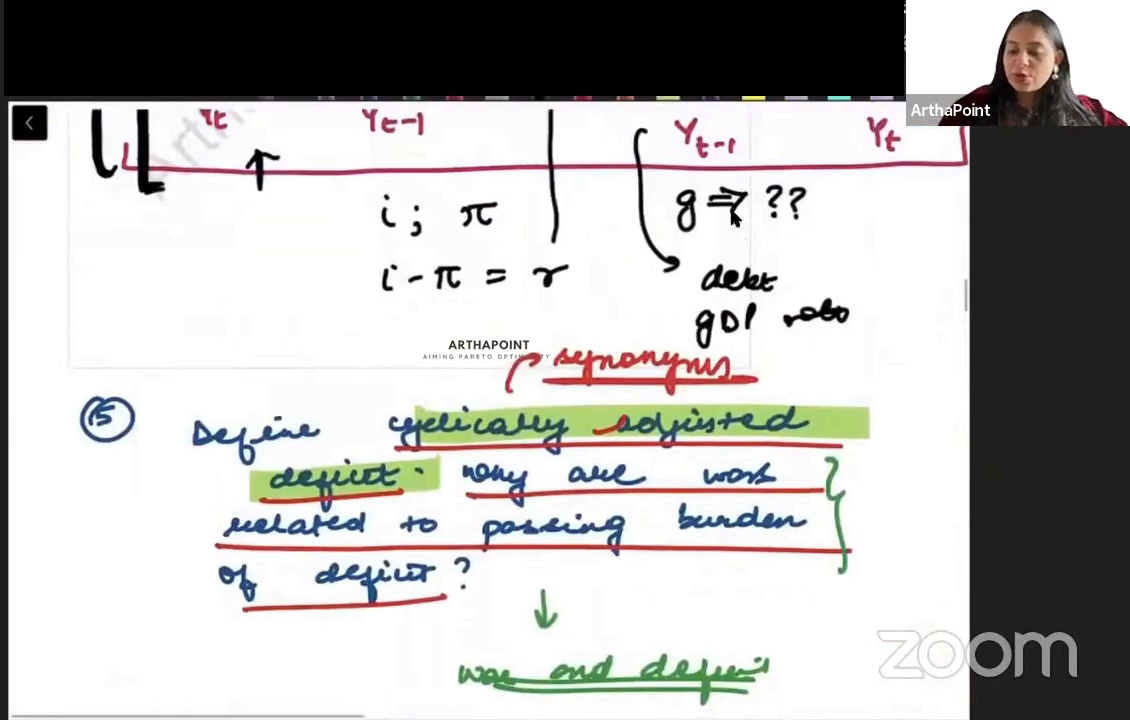 ArthaPoint
Yt Yt-1 Yt-1 Yt
↑
i ; π g ⇒ ??
i - π = r debt
gDP ratio
ARTHAPOINT
AIMING PARETO OPTIMALITY
synonyms
15 Define cyclically adjusted
deficit. Why are wars
related to passing burden
of deficit ?
↓
war and deficit
zoom